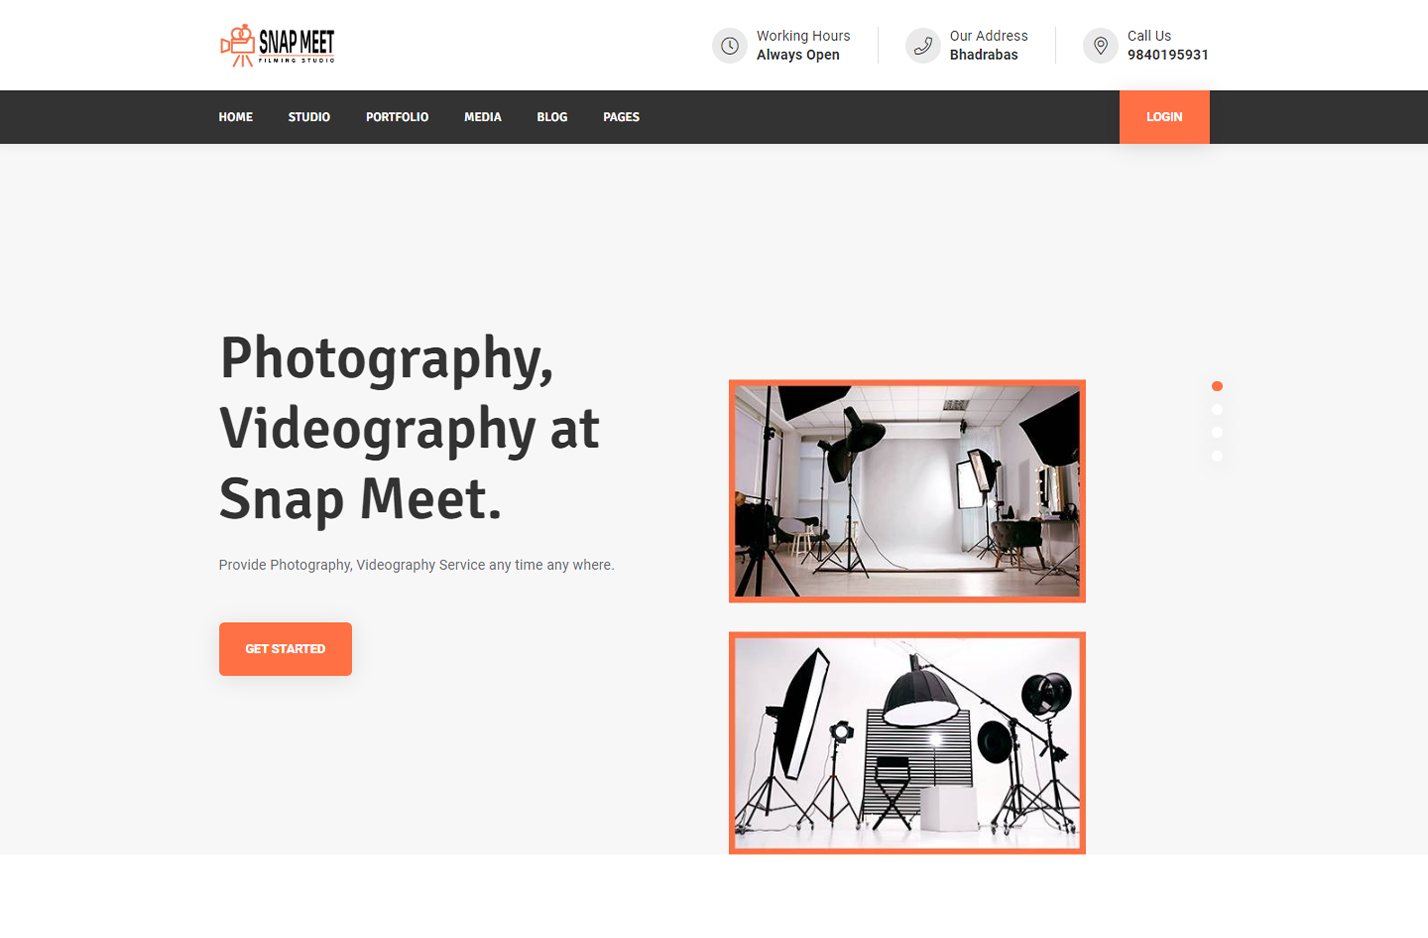 SNAP MEET
FILMING STUDIO
Working Hours
Always Open
Our Address
Bhadrabas
Call Us
9840195931
HOME STUDIO PORTFOLIO MEDIA BLOG PAGES LOGIN
Photography,
Videography at
Snap Meet.
Provide Photography, Videography Service any time any where.
GET STARTED